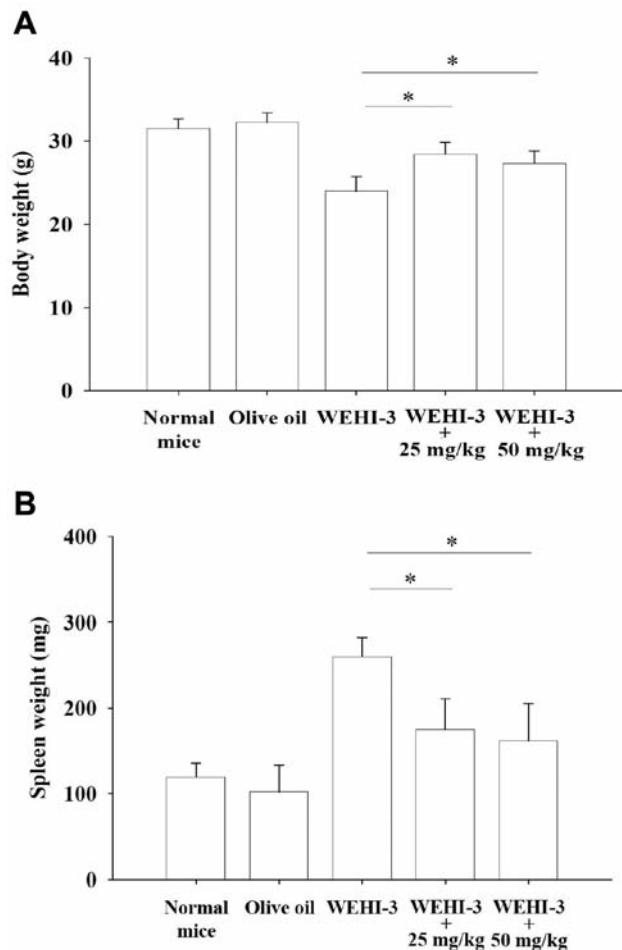 A
Body weight (g)
40
30
20
10
0
*
*
Normal mice
Olive oil
WEHI-3
WEHI-3
+
25 mg/kg
WEHI-3
+
50 mg/kg
B
Spleen weight (mg)
400
300
200
100
0
*
*
Normal mice
Olive oil
WEHI-3
WEHI-3
+
25 mg/kg
WEHI-3
+
50 mg/kg